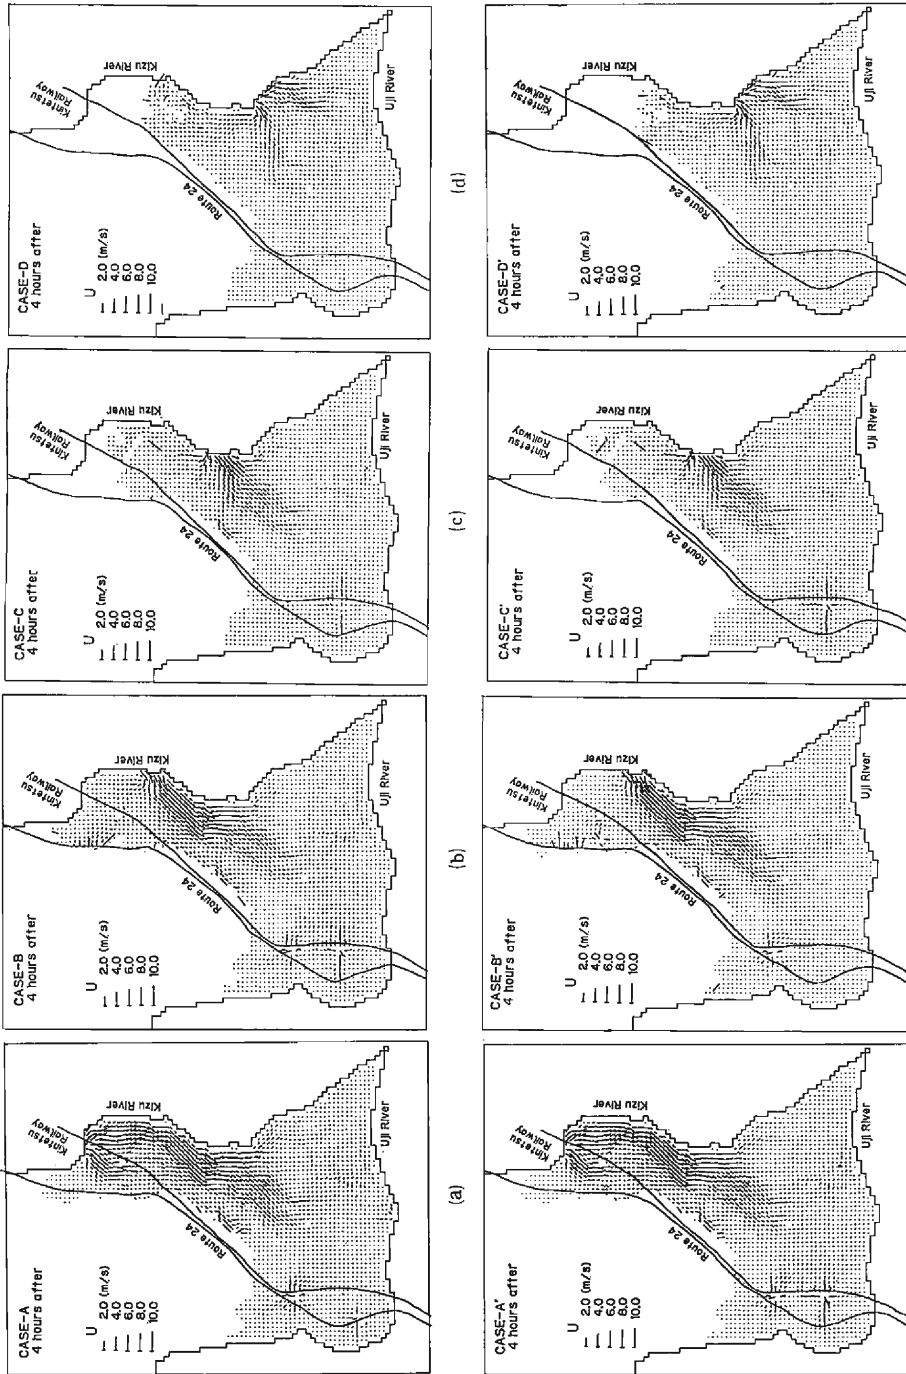 CASE-A
4 hours after
U
2.0 (m/s)
4.0
6.0
8.0
10.0
Kintetsu
Railway
Kizu River
Route 24
Uji River
(a)
CASE-A'
4 hours after
U
2.0 (m/s)
4.0
6.0
8.0
10.0
Kintetsu
Railway
Kizu River
Route 24
Uji River
CASE-B
4 hours after
U
2.0 (m/s)
4.0
6.0
8.0
10.0
Kintetsu
Railway
Kizu River
Route 24
Uji River
(b)
CASE-B'
4 hours after
U
2.0 (m/s)
4.0
6.0
8.0
10.0
Kintetsu
Railway
Kizu River
Route 24
Uji River
CASE-C
4 hours after
U
2.0 (m/s)
4.0
6.0
8.0
10.0
Kintetsu
Railway
Kizu River
Route 24
Uji River
(c)
CASE-C'
4 hours after
U
2.0 (m/s)
4.0
6.0
8.0
10.0
Kintetsu
Railway
Kizu River
Route 24
Uji River
CASE-D
4 hours after
U
2.0 (m/s)
4.0
6.0
8.0
10.0
Kintetsu
Railway
Kizu River
Route 24
Uji River
(d)
CASE-D'
4 hours after
U
2.0 (m/s)
4.0
6.0
8.0
10.0
Kintetsu
Railway
Kizu River
Route 24
Uji River